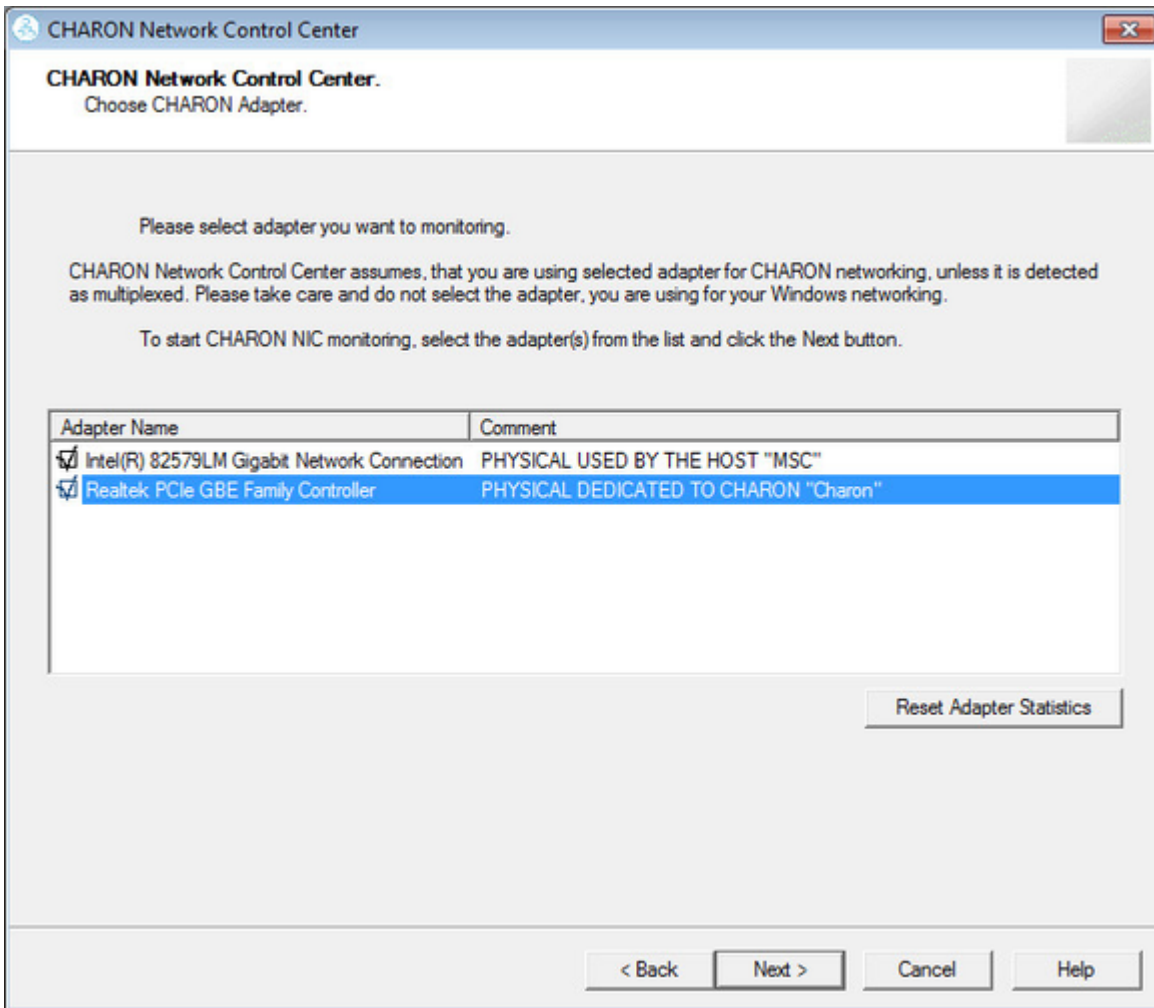 CHARON Network Control Center
CHARON Network Control Center.
Choose CHARON Adapter.
Please select adapter you want to monitoring.
CHARON Network Control Center assumes, that you are using selected adapter for CHARON networking, unless it is detected
as multiplexed. Please take care and do not select the adapter, you are using for your Windows networking.
To start CHARON NIC monitoring, select the adapter(s) from the list and click the Next button.
Adapter Name Comment
Intel(R) 82579LM Gigabit Network Connection PHYSICAL USED BY THE HOST "MSC"
Realtek PCIe GBE Family Controller PHYSICAL DEDICATED TO CHARON "Charon"
Reset Adapter Statistics
< Back Next > Cancel Help